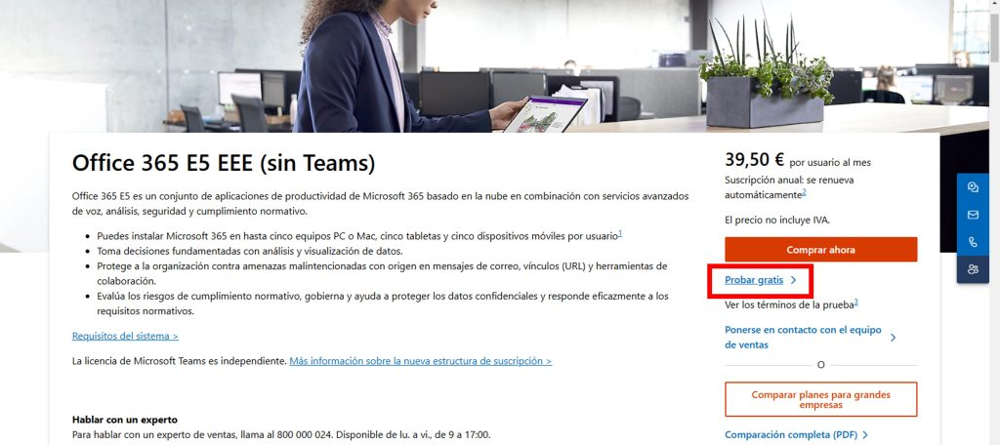 Office 365 E5 EEE (sin Teams)
Office 365 E5 es un conjunto de aplicaciones de productividad de Microsoft 365 basado en la nube en combinación con servicios avanzados
de voz, análisis, seguridad y cumplimiento normativo.
• Puedes instalar Microsoft 365 en hasta cinco equipos PC o Mac, cinco tabletas y cinco dispositivos móviles por usuario1
• Toma decisiones fundamentadas con análisis y visualización de datos.
• Protege a la organización contra amenazas malintencionadas con origen en mensajes de correo, vínculos (URL) y herramientas de
colaboración.
• Evalúa los riesgos de cumplimiento normativo, gobierna y ayuda a proteger los datos confidenciales y responde eficazmente a los
requisitos normativos.
Requisitos del sistema >
La licencia de Microsoft Teams es independiente. Más información sobre la nueva estructura de suscripción >
Hablar con un experto
Para hablar con un experto de ventas, llama al 800 000 024. Disponible de lu. a vi., de 9 a 17:00.
39,50 € por usuario al mes
Suscripción anual: se renueva
automáticamente2
El precio no incluye IVA.
Comprar ahora
Probar gratis >
Ver los términos de la prueba3
Ponerse en contacto con el equipo
de ventas >
O
Comparar planes para grandes
empresas
Comparación completa (PDF) >